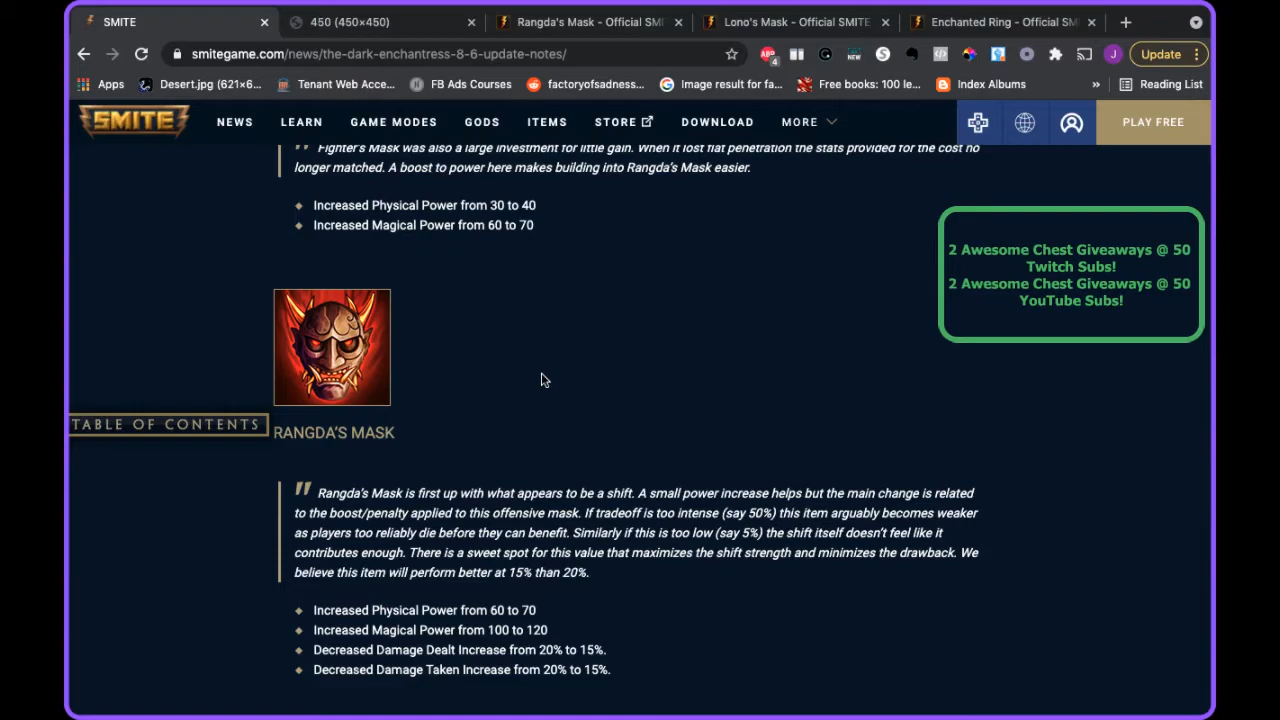 SMITE
450 (450×450)
Rangda's Mask - Official SMI
Lono's Mask - Official SMITE
Enchanted Ring - Official SM
smitegame.com/news/the-dark-enchantress-8-6-update-notes/
4
NEW
J
Update
Apps
Desert.jpg (621×6...
Tenant Web Acce...
FB Ads Courses
factoryofsadness...
Image result for fa...
Free books: 100 le...
Index Albums
»
Reading List
SMITE
NEWS
LEARN
GAME MODES
GODS
ITEMS
STORE
DOWNLOAD
MORE
PLAY FREE
Fighter's Mask was also a large investment for little gain. When it lost flat penetration the stats provided for the cost no
longer matched. A boost to power here makes building into Rangda's Mask easier.
Increased Physical Power from 30 to 40
Increased Magical Power from 60 to 70
2 Awesome Chest Giveaways @ 50
Twitch Subs!
2 Awesome Chest Giveaways @ 50
YouTube Subs!
TABLE OF CONTENTS
RANGDA'S MASK
" Rangda's Mask is first up with what appears to be a shift. A small power increase helps but the main change is related
to the boost/penalty applied to this offensive mask. If tradeoff is too intense (say 50%) this item arguably becomes weaker
as players too reliably die before they can benefit. Similarly if this is too low (say 5%) the shift itself doesn't feel like it
contributes enough. There is a sweet spot for this value that maximizes the shift strength and minimizes the drawback. We
believe this item will perform better at 15% than 20%.
Increased Physical Power from 60 to 70
Increased Magical Power from 100 to 120
Decreased Damage Dealt Increase from 20% to 15%.
Decreased Damage Taken Increase from 20% to 15%.